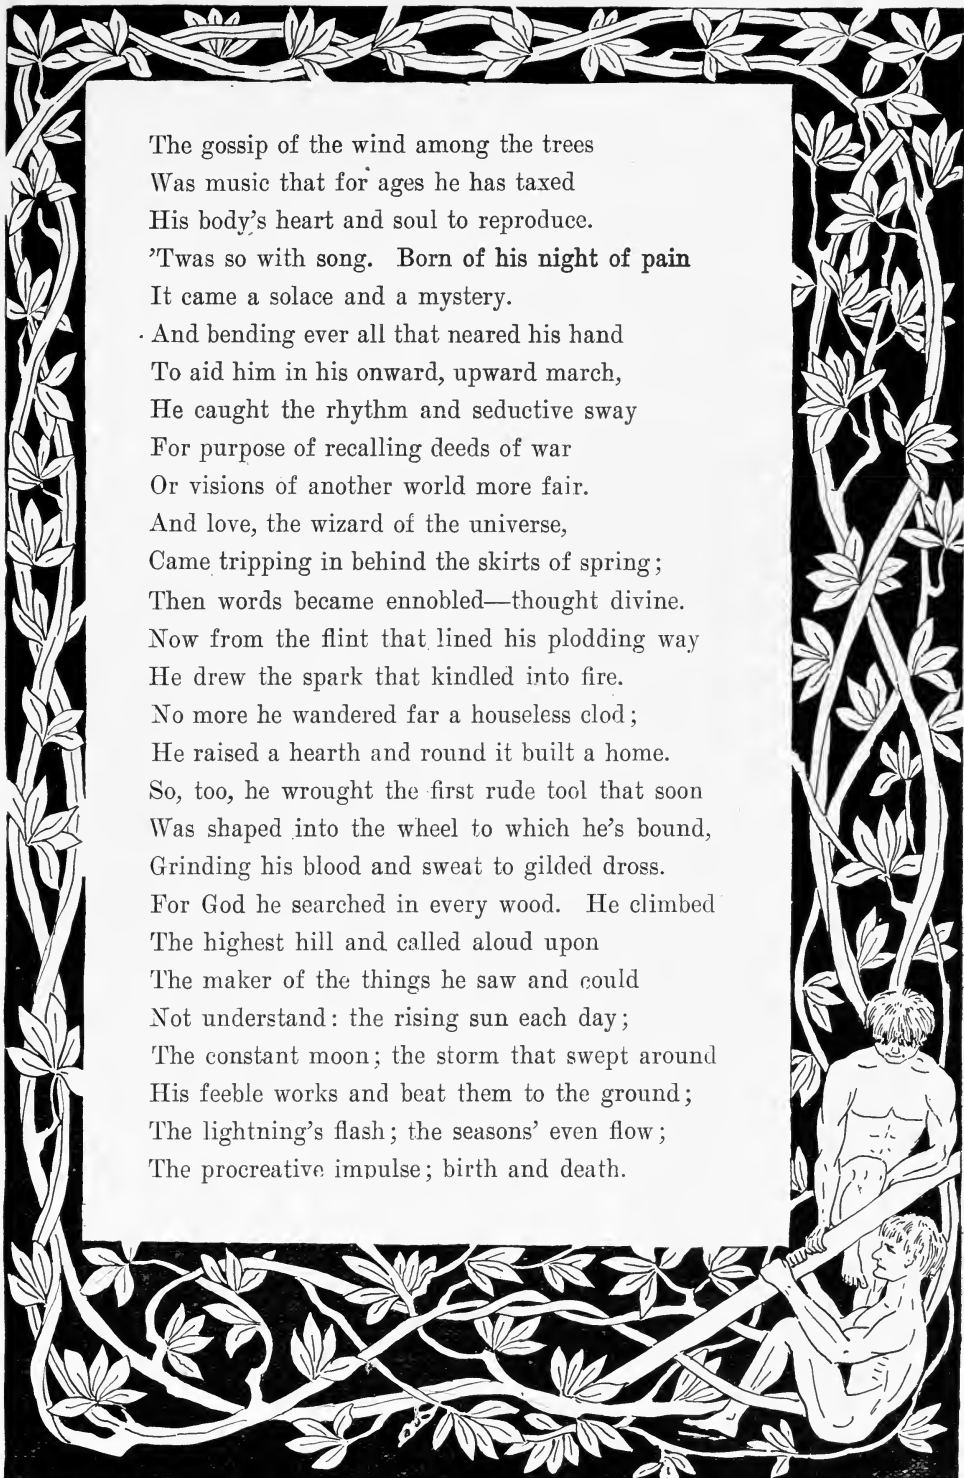 The gossip of the wind among the trees
Was music that for ages he has taxed
His body's heart and soul to reproduce.
'Twas so with song. Born of his night of pain
It came a solace and a mystery.
And bending ever all that neared his hand
To aid him in his onward, upward march,
He caught the rhythm and seductive sway
For purpose of recalling deeds of war
Or visions of another world more fair.
And love, the wizard of the universe,
Came tripping in behind the skirts of spring;
Then words became ennobled—thought divine.
Now from the flint that lined his plodding way
He drew the spark that kindled into fire.
No more he wandered far a houseless clod;
He raised a hearth and round it built a home.
So, too, he wrought the first rude tool that soon
Was shaped into the wheel to which he's bound,
Grinding his blood and sweat to gilded dross.
For God he searched in every wood. He climbed
The highest hill and called aloud upon
The maker of the things he saw and could
Not understand: the rising sun each day;
The constant moon; the storm that swept around
His feeble works and beat them to the ground;
The lightning's flash; the seasons' even flow;
The procreative impulse; birth and death.